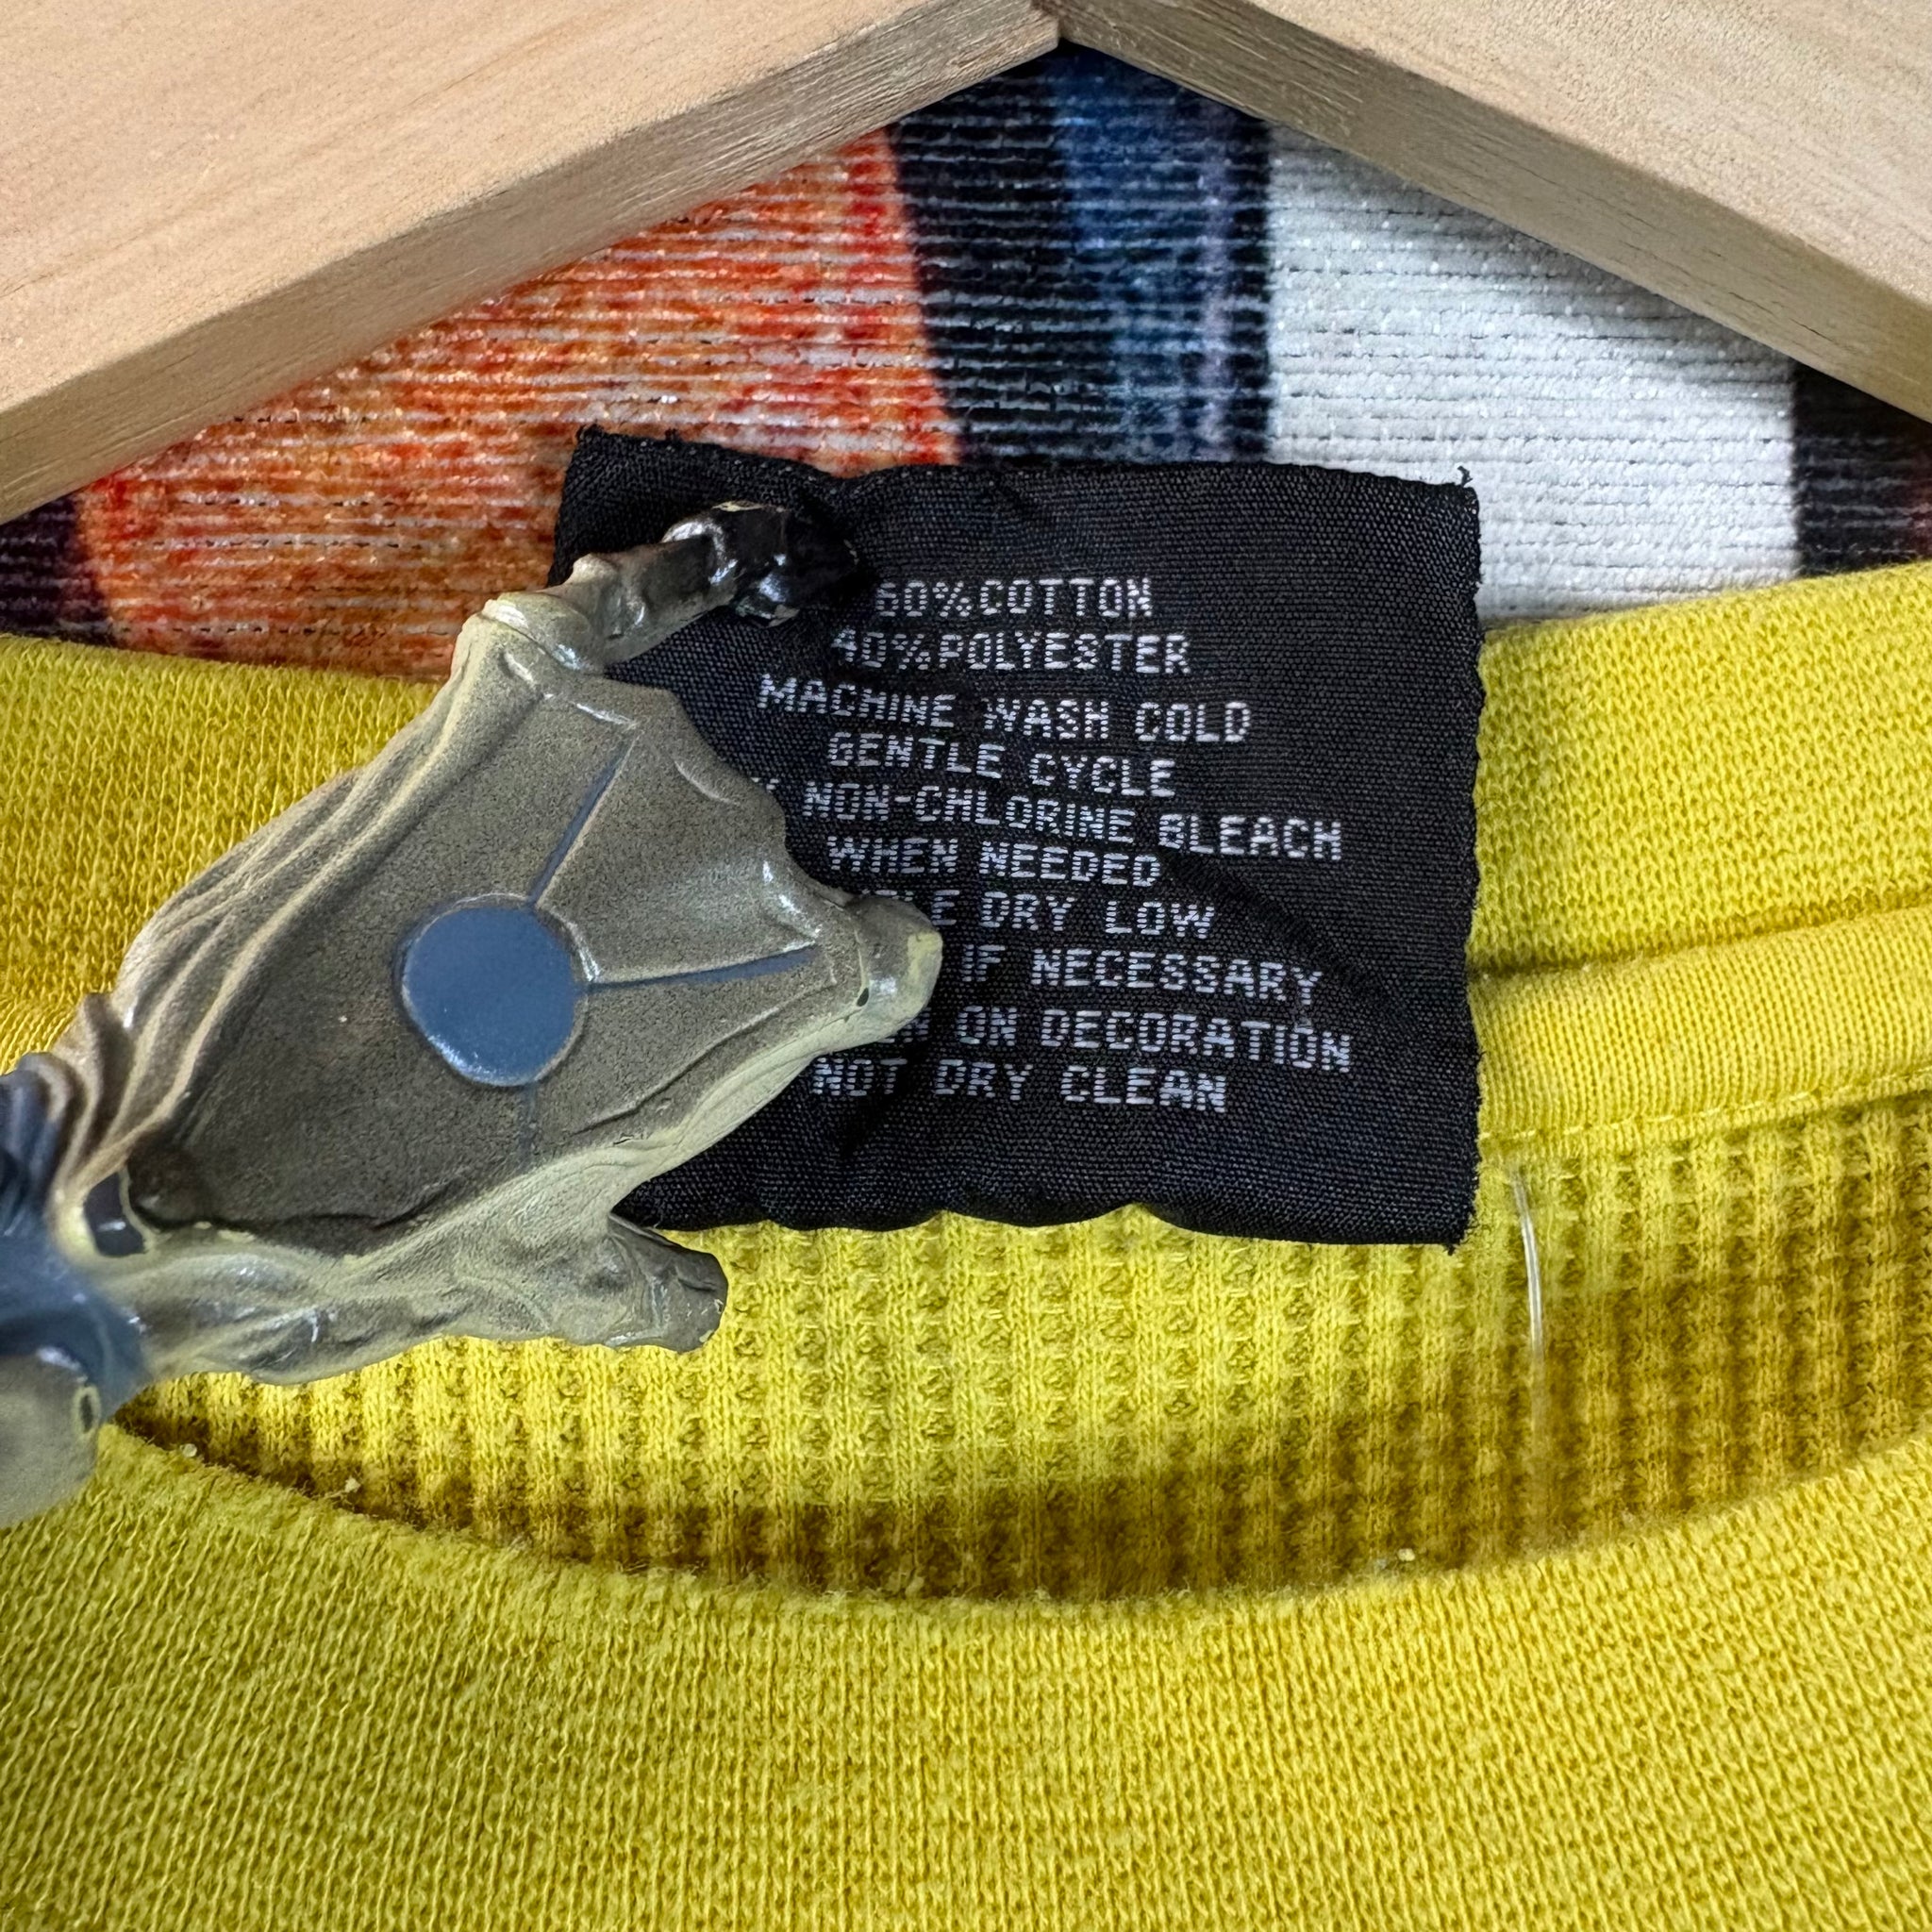 60%COTTON
40%POLYESTER
MACHINE WASH COLD
GENTLE CYCLE
NON-CHLORINE BLEACH
WHEN NEEDED
DRY LOW
IF NECESSARY
ON DECORATION
NOT DRY CLEAN